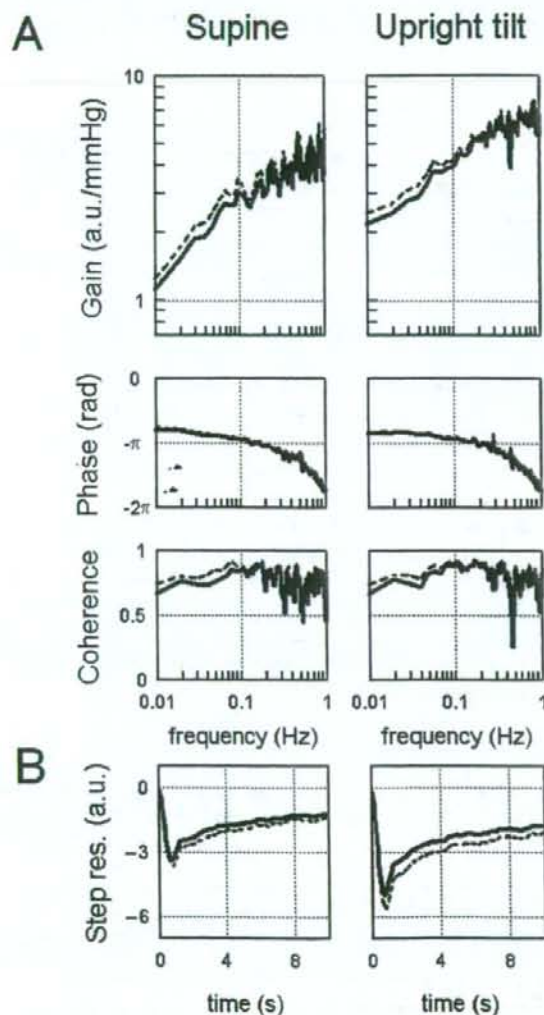 A
Supine
Upright tilt
Gain (a.u./mmHg)
10
1
Phaise (rad)
0
-π
-2π
Coherence
1
0.5
0
0.01
0.1
1
0.01
0.1
1
frequency (Hz)
frequency (Hz)
B
Step res. (a.u.)
0
-3
-6
0
4
8
0
4
8
time (s)
time (s)